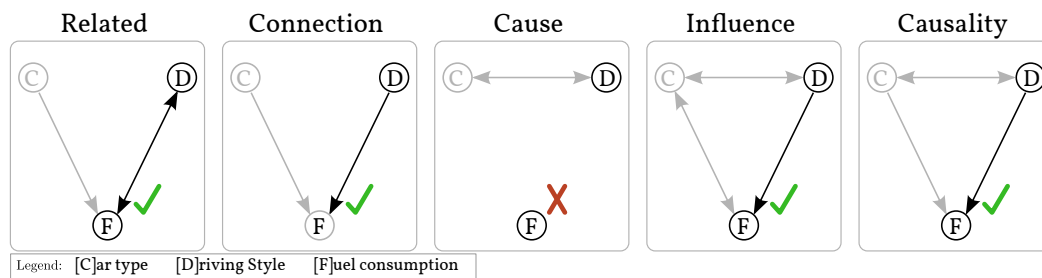 Related Connection Cause Influence Causality
C D C D C D C D C D
F F F F F
Legend: [C]ar type [D]riving Style [F]uel consumption